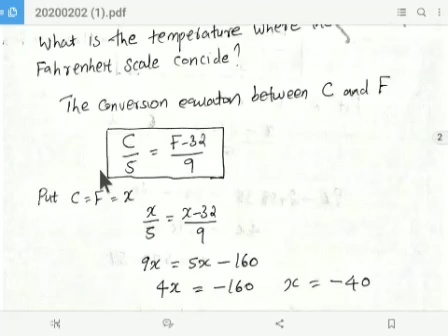 20200202 (1).pdf
What is the temperature where
Fahrenheit scale concide?
The conversion equation between C and F
C/5 = F-32/9
Put C=F=x
x/5 = x-32/9
9x = 5x - 160
4x = -160 x = -40
2